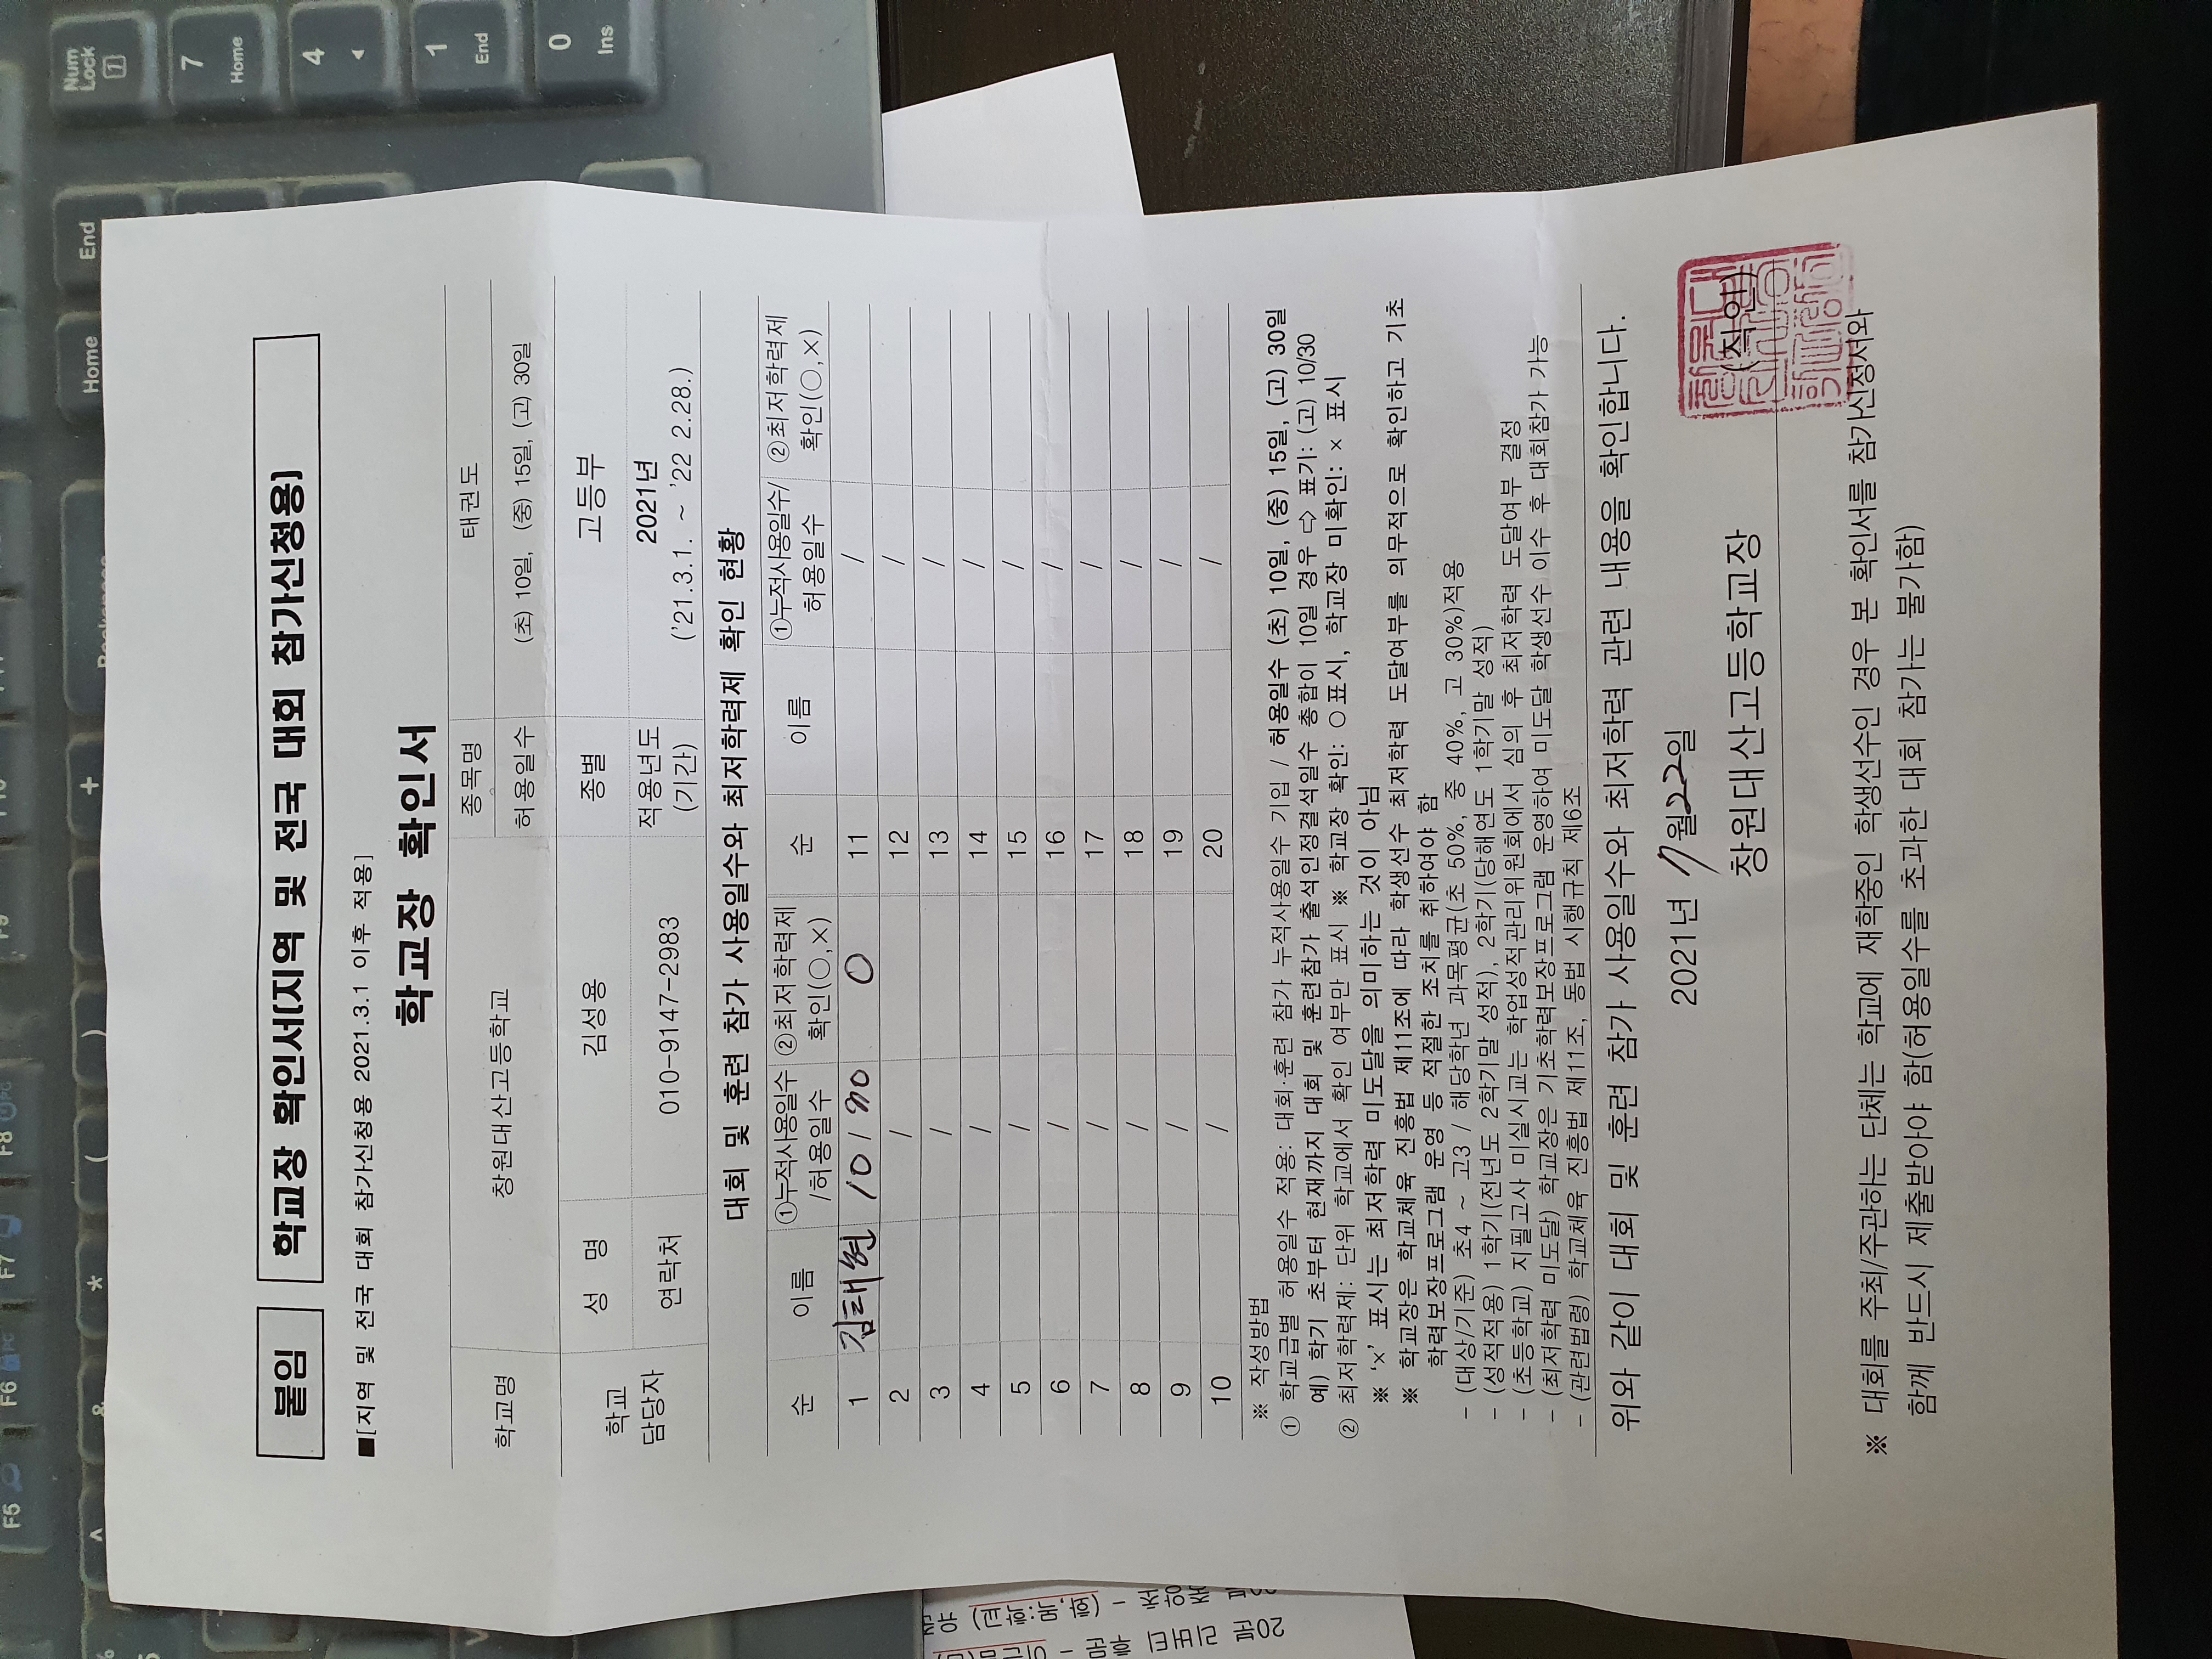 붙임 학교장 확인서(지역 및 전국 대회 참가신청용)
■[지역 및 전국 대회 참가신청용 2021.3.1 이후 적용]
학교장 확인서
학교명 창원대산고등학교 종목명 태권도
허용일수 (초) 10일, (중) 15일, (고) 30일
학교 담당자 성 명 김성용 종별 고등부
연락처 010-9147-2983 적용년도 (기간) 2021년 ('21.3.1. ~ '22 2.28.)
대회 및 훈련 참가 사용일수와 최저학력제 확인 현황
순 이름 ①누적사용일수 /허용일수 ②최저학력제 확인(○,×) 순 이름 ①누적사용일수/ 허용일수 ②최저학력제 확인(○,×)
1 김태현 10/30 ○ 11 /
2 / 12 /
3 / 13 /
4 / 14 /
5 / 15 /
6 / 16 /
7 / 17 /
8 / 18 /
9 / 19 /
10 / 20 /
※ 작성방법
① 학교급별 허용일수 적용: 대회·훈련 참가 누적사용일수 기입 / 허용일수 (초) 10일, (중) 15일, (고) 30일
예) 학기 초부터 현재까지 대회 및 훈련참가 출석인정결석일수 총합이 10일 경우 ⇨ 표기: (고) 10/30
② 최저학력제: 단위 학교에서 확인 여부만 표시 ※ 학교장 확인: ○표시, 학교장 미확인: × 표시
※ '×' 표시는 최저학력 미도달을 의미하는 것이 아님
※ 학교장은 학교체육 진흥법 제11조에 따라 학생선수 최저학력 도달여부를 의무적으로 확인하고 기초
학력보장프로그램 운영 등 적절한 조치를 취하여야 함
- (대상/기준) 초4 ~ 고3 / 해당학년 과목평균(초 50%, 중 40%, 고 30%)적용
- (성적적용) 1학기(전년도 2학기말 성적), 2학기(당해연도 1학기말 성적)
- (초등학교) 지필고사 미실시교는 학업성적관리위원회에서 심의 후 최저학력 도달여부 결정
- (최저학력 미도달) 학교장은 기초학력보장프로그램 운영하여 미도달 학생선수 이수 후 대회참가 가능
- (관련법령) 학교체육 진흥법 제11조, 동법 시행규칙 제6조
위와 같이 대회 및 훈련 참가 사용일수와 최저학력 관련 내용을 확인합니다.
2021년 7월22일
창원대산고등학교장 (직인)
※ 대회를 주최/주관하는 단체는 학교에 재학중인 학생선수인 경우 본 확인서를 참가신청서와
함께 반드시 제출받아야 함(허용일수를 초과한 대회 참가는 불가함)
Num Lock
7 Home
4
1 End
0 Ins
End
Home
F5
F6
F7
F8